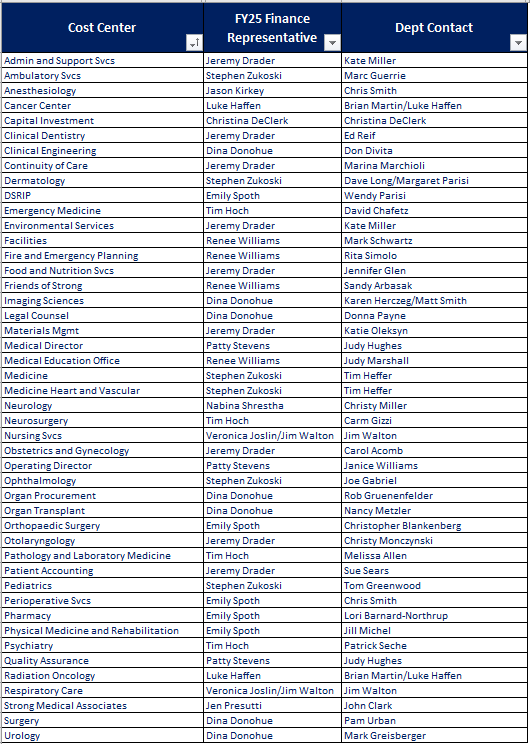 Cost Center FY25 Finance Representative Dept Contact
Admin and Support Svcs Jeremy Drader Kate Miller
Ambulatory Svcs Stephen Zukoski Marc Guerrie
Anesthesiology Jason Kirkey Chris Smith
Cancer Center Luke Haffen Brian Martin/Luke Haffen
Capital Investment Christina DeClerk Christina DeClerk
Clinical Dentistry Jeremy Drader Ed Reif
Clinical Engineering Dina Donohue Don Divita
Continuity of Care Jeremy Drader Marina Marchioli
Dermatology Stephen Zukoski Dave Long/Margaret Parisi
DSRIP Emily Spoth Wendy Parisi
Emergency Medicine Tim Hoch David Chafetz
Environmental Services Jeremy Drader Kate Miller
Facilities Renee Williams Mark Schwartz
Fire and Emergency Planning Renee Williams Rita Simolo
Food and Nutrition Svcs Jeremy Drader Jennifer Glen
Friends of Strong Renee Williams Sandy Arbasak
Imaging Sciences Dina Donohue Karen Herczeg/Matt Smith
Legal Counsel Dina Donohue Donna Payne
Materials Mgmt Jeremy Drader Katie Oleksyn
Medical Director Patty Stevens Judy Hughes
Medical Education Office Renee Williams Judy Marshall
Medicine Stephen Zukoski Tim Heffer
Medicine Heart and Vascular Stephen Zukoski Tim Heffer
Neurology Nabina Shrestha Christy Miller
Neurosurgery Tim Hoch Carm Gizzi
Nursing Svcs Veronica Joslin/Jim Walton Jim Walton
Obstetrics and Gynecology Jeremy Drader Carol Acomb
Operating Director Patty Stevens Janice Williams
Ophthalmology Stephen Zukoski Joe Gabriel
Organ Procurement Dina Donohue Rob Gruenenfelder
Organ Transplant Dina Donohue Nancy Metzler
Orthopaedic Surgery Emily Spoth Christopher Blankenberg
Otolaryngology Jeremy Drader Christy Monczynski
Pathology and Laboratory Medicine Tim Hoch Melissa Allen
Patient Accounting Jeremy Drader Sue Sears
Pediatrics Stephen Zukoski Tom Greenwood
Perioperative Svcs Emily Spoth Chris Smith
Pharmacy Emily Spoth Lori Barnard-Northrup
Physical Medicine and Rehabilitation Emily Spoth Jill Michel
Psychiatry Tim Hoch Patrick Seche
Quality Assurance Patty Stevens Judy Hughes
Radiation Oncology Luke Haffen Brian Martin/Luke Haffen
Respiratory Care Veronica Joslin/Jim Walton Jim Walton
Strong Medical Associates Jen Presutti John Clark
Surgery Dina Donohue Pam Urban
Urology Dina Donohue Mark Greisberger